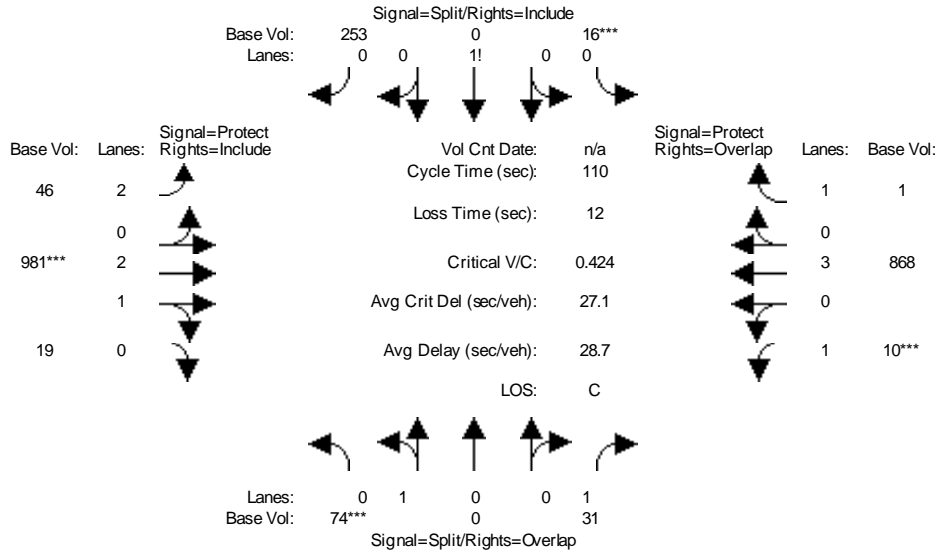 Signal=Split/Rights=Include
Base Vol: 253 0 16***
Lanes: 0 0 1! 0 0
Signal=Protect
Base Vol: Lanes: Rights=Include
Vol Cnt Date: n/a
Signal=Protect
Rights=Overlap Lanes: Base Vol:
Cycle Time (sec): 110
46 2
1 1
Loss Time (sec): 12
0
0
981*** 2
Critical V/C: 0.424
3 868
1
Avg Crit Del (sec/veh): 27.1
0
19 0
Avg Delay (sec/veh): 28.7
1 10***
LOS: C
Lanes: 0 1 0 0 1
Base Vol: 74*** 0 31
Signal=Split/Rights=Overlap